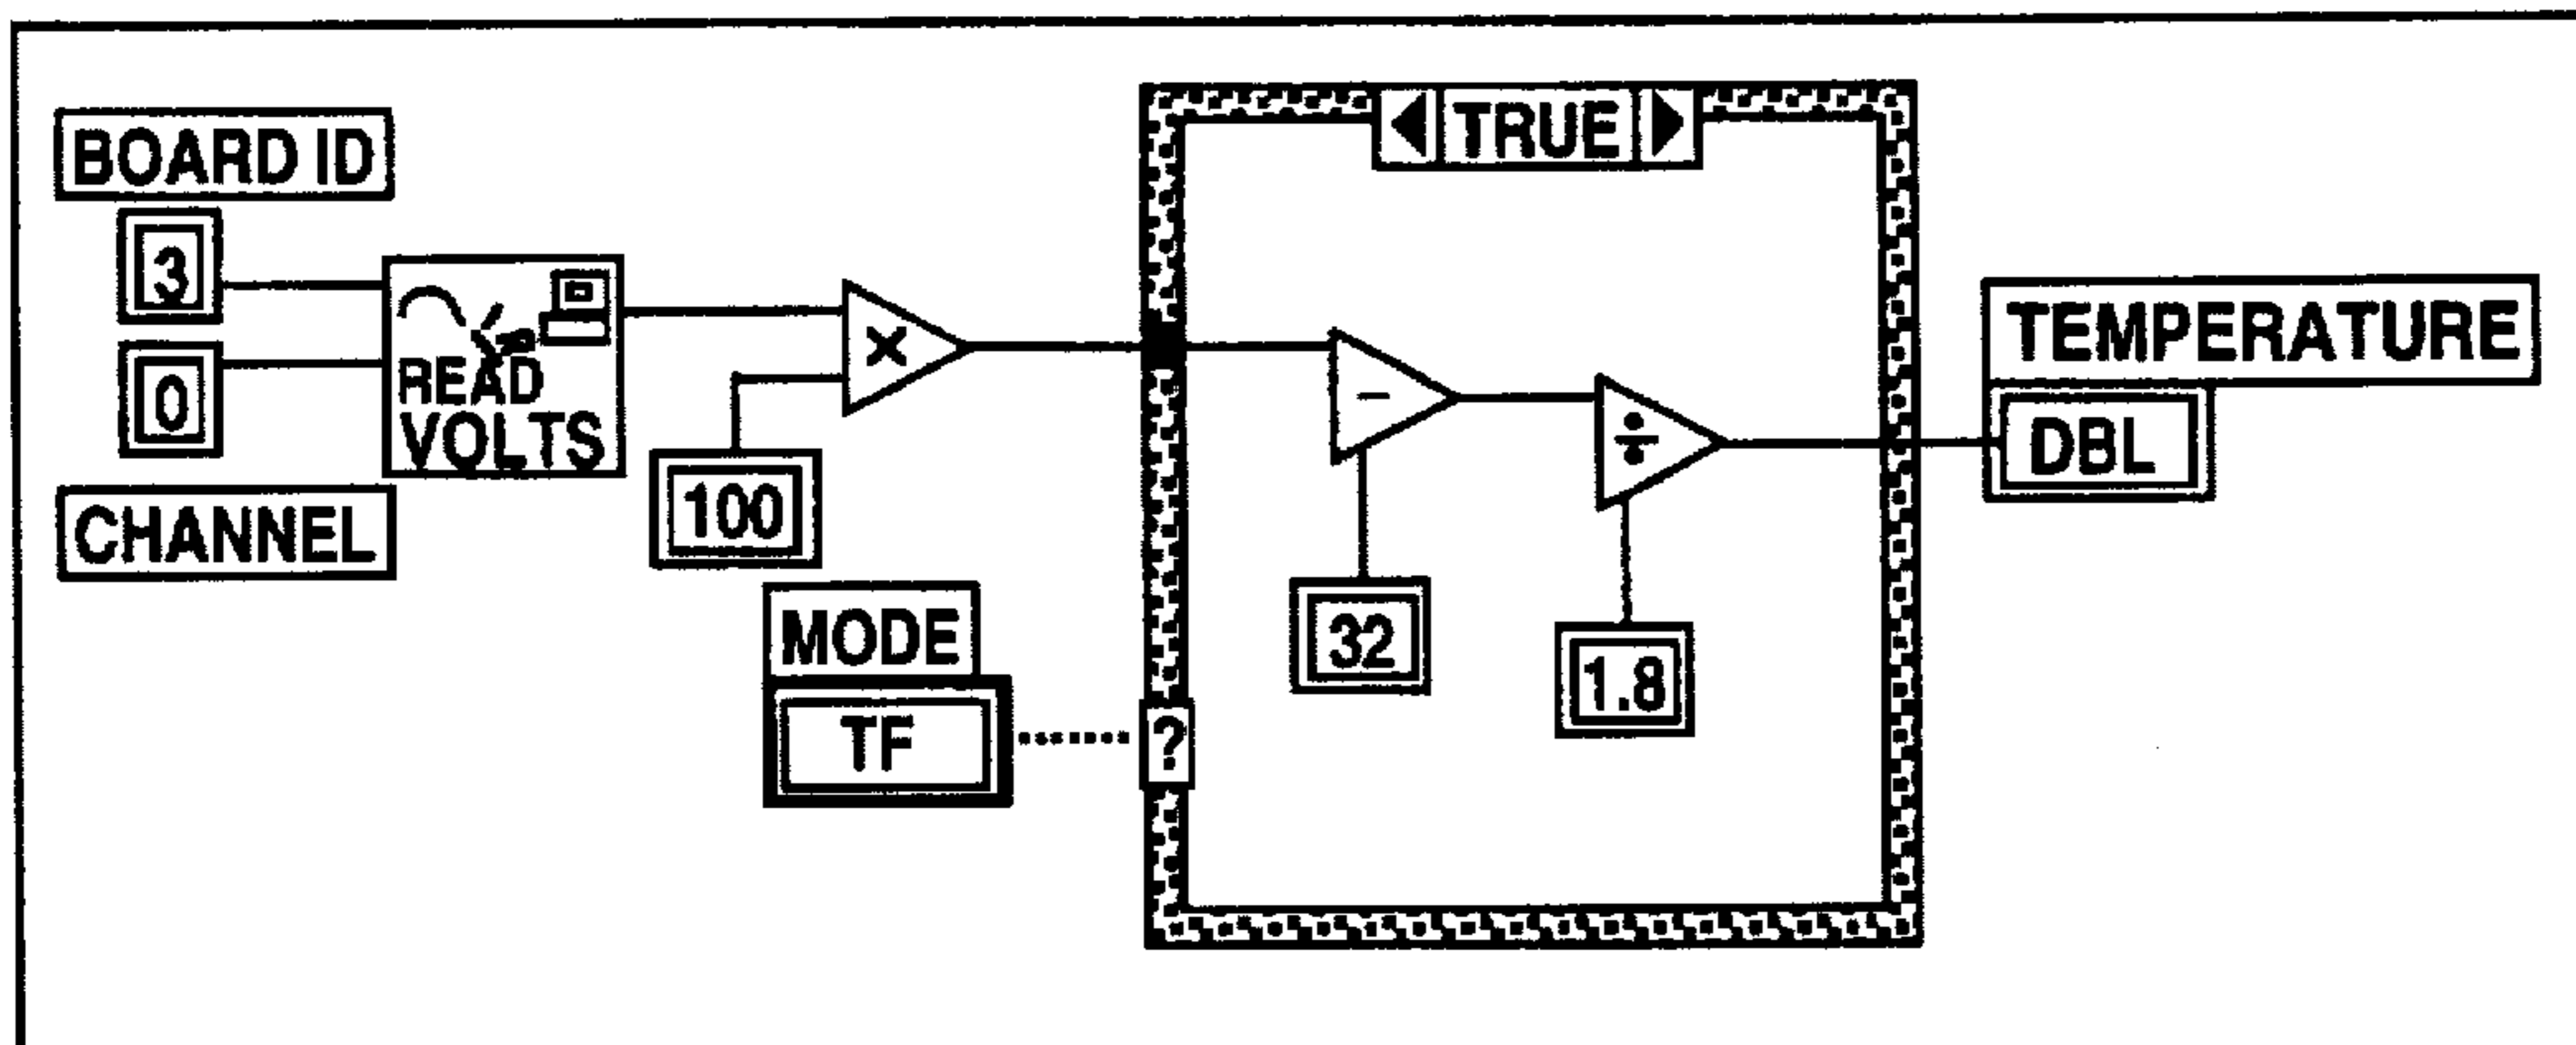 BOARD ID
3
0
CHANNEL
READ
VOLTS
×
100
MODE
TF
?
TRUE
−
32
÷
1.8
TEMPERATURE
DBL